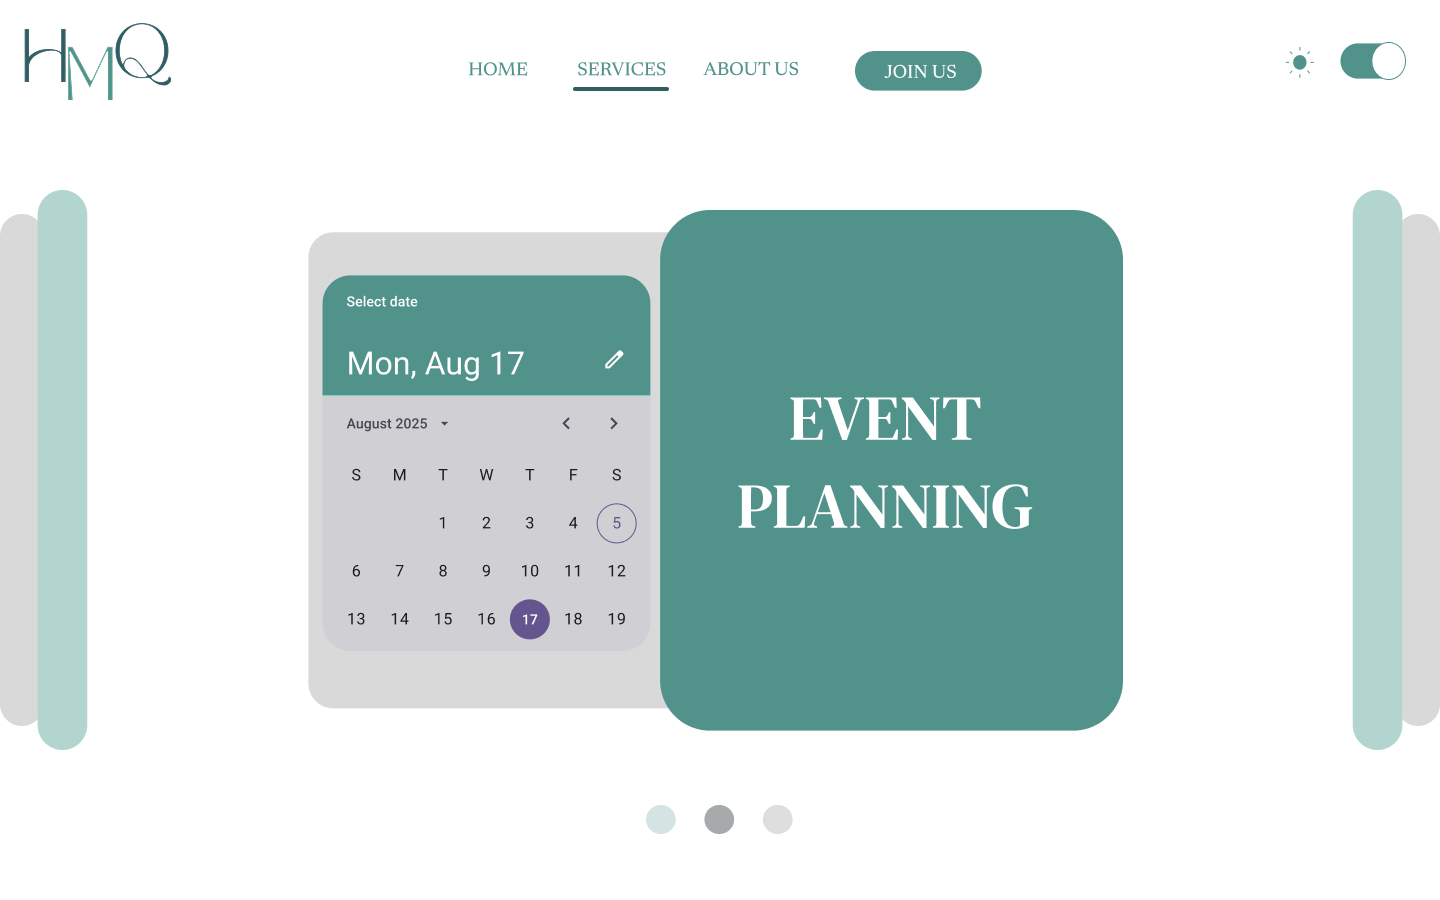 HMQ
HOME SERVICES ABOUT US JOIN US
Select date
Mon, Aug 17
August 2025
S M T W T F S
1 2 3 4 5
6 7 8 9 10 11 12
13 14 15 16 17 18 19
EVENT
PLANNING